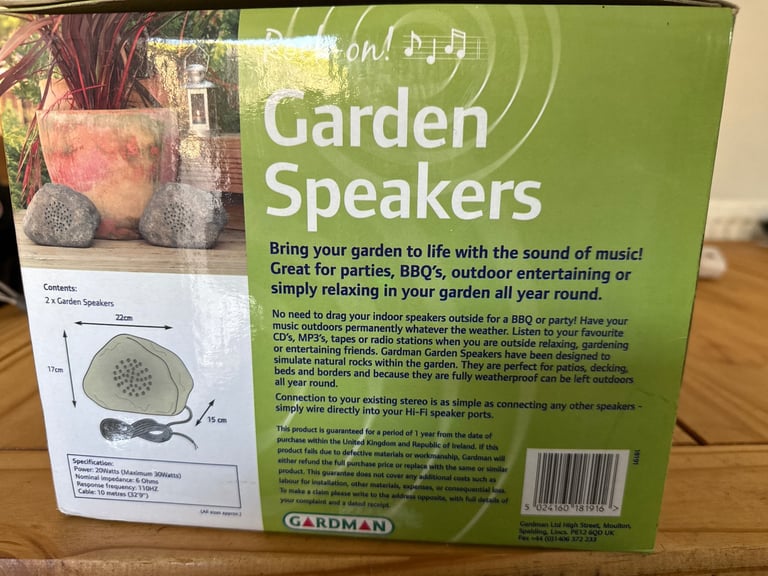 Rock on!
Garden
Speakers
Bring your garden to life with the sound of music!
Great for parties, BBQ's, outdoor entertaining or
simply relaxing in your garden all year round.
No need to drag your indoor speakers outside for a BBQ or party! Have your
music outdoors permanently whatever the weather. Listen to your favourite
CD's, MP3's, tapes or radio stations when you are outside relaxing, gardening
or entertaining friends. Gardman Garden Speakers have been designed to
simulate natural rocks within the garden. They are perfect for patios, decking,
beds and borders and because they are fully weatherproof can be left outdoors
all year round.
Connection to your existing stereo is as simple as connecting any other speakers -
simply wire directly into your Hi-Fi speaker ports.
This product is guaranteed for a period of 1 year from the date of
purchase within the United Kingdom and Republic of Ireland. If this
product fails due to defective materials or workmanship, Gardman will
either refund the full purchase price or replace with the same or similar
product. This guarantee does not cover any additional costs such as
labour for installation, other materials, expenses, or consequential loss.
To make a claim please write to the address opposite, with full details of
your complaint and a dated receipt.
GARDMAN
Contents:
2 x Garden Speakers
22cm
17cm
15 cm
Specification:
Power: 20Watts (Maximum 30Watts)
Nominal impedance: 6 Ohms
Response frequency: 110HZ
Cable: 10 metres (32'9")
(All sizes approx.)
18191
5 024160 181916 >
Gardman Ltd High Street, Moulton,
Spalding, Lincs. PE12 6QD UK
Fax +44 (0)1406 372 233